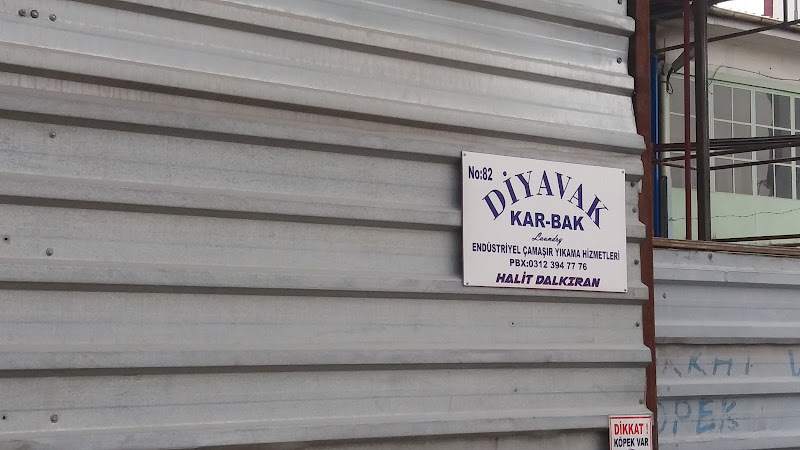 No:82
DİYAVAK
KAR-BAK
Laundry
ENDÜSTRİYEL ÇAMAŞIR YIKAMA HİZMETLERİ
PBX:0312 394 77 76
HALİT DALKIRAN
DİKKAT !
KÖPEK VAR